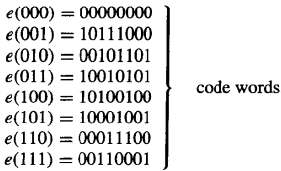 e(000) = 00000000
e(001) = 10111000
e(010) = 00101101
e(011) = 10010101
e(100) = 10100100
e(101) = 10001001
e(110) = 00011100
e(111) = 00110001
code words